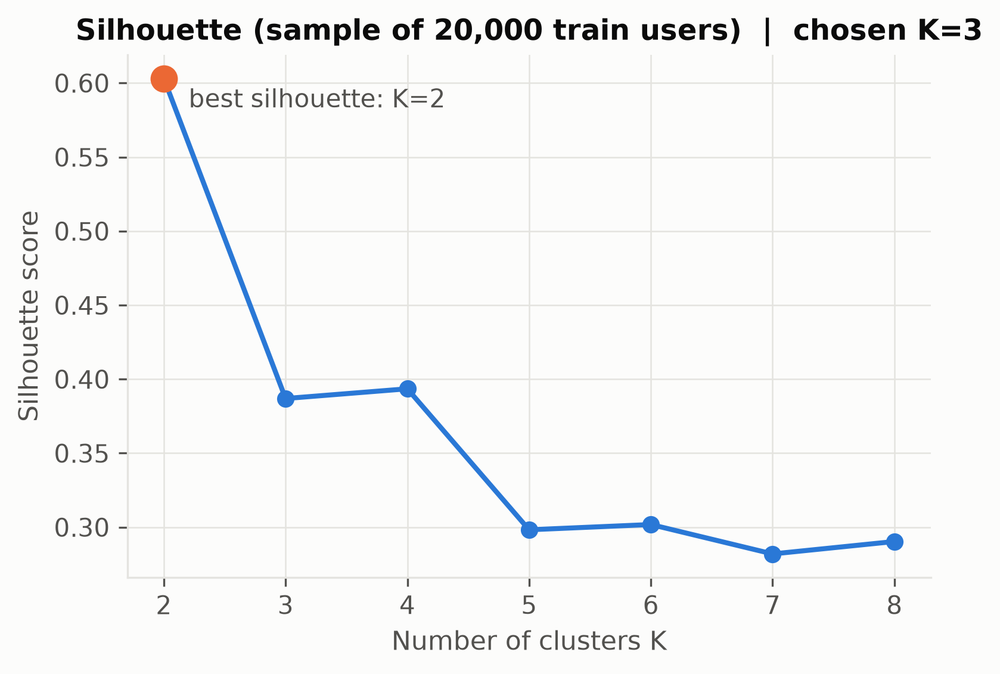 Silhouette (sample of 20,000 train users) | chosen K=3
best silhouette: K=2
Silhouette score
0.60
0.55
0.50
0.45
0.40
0.35
0.30
2 3 4 5 6 7 8
Number of clusters K